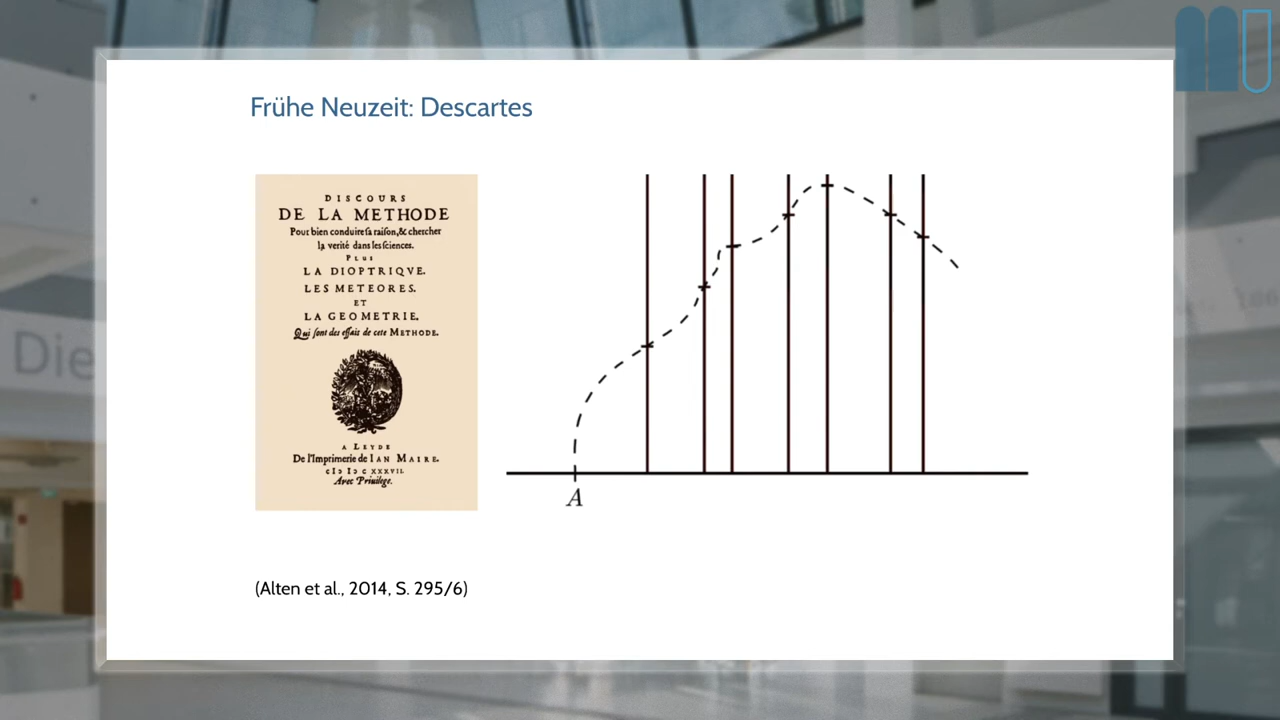 Frühe Neuzeit: Descartes
DISCOURS
DE LA METHODE
Pour bien conduire sa raison, & chercher
la verité dans les sciences.
PLUS
LA DIOPTRIQVE.
LES METEORES.
ET
LA GEOMETRIE.
Qui sont des essais de cete METHODE.
A LEYDE
De l'Imprimerie de IAN MAIRE.
cIɔ Iɔ c XXXVII.
Avec Privilege.
A
(Alten et al., 2014, S. 295/6)
Die